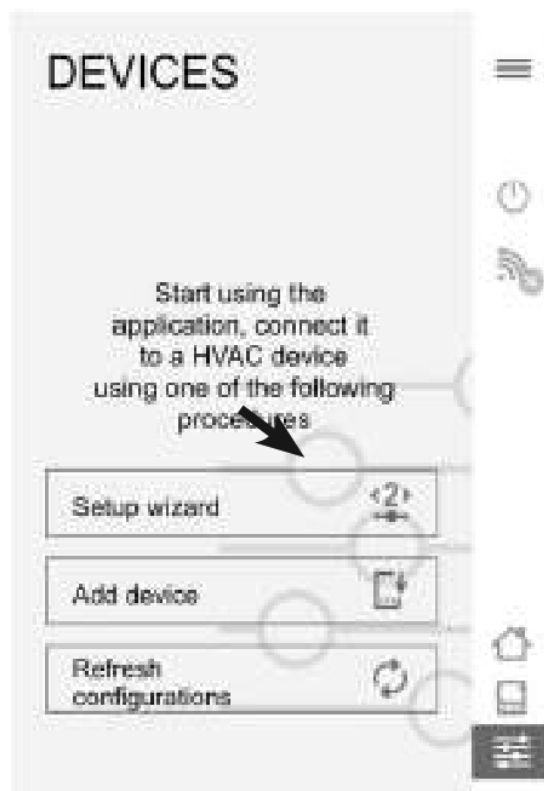 DEVICES
Start using the
application, connect it
to a HVAC device
using one of the following
procedures
Setup wizard
<2>
Add device
Refresh
configurations